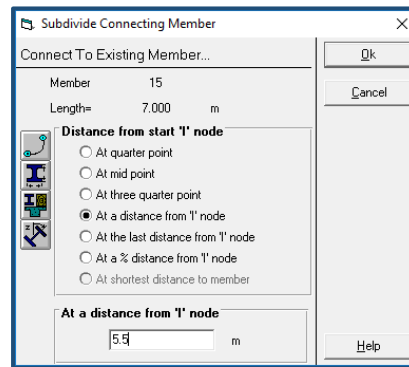 Subdivide Connecting Member
Connect To Existing Member...
Ok
Member 15
Cancel
Length= 7.000 m
Distance from start 'I' node
At quarter point
At mid point
At three quarter point
At a distance from 'I' node
At the last distance from 'I' node
At a % distance from 'I' node
At shortest distance to member
At a distance from 'I' node
5.5 m
Help